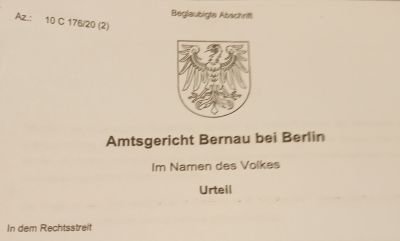 Beglaubigte Abschrift
Az.: 10 C 176/20 (2)
Amtsgericht Bernau bei Berlin
Im Namen des Volkes
Urteil
In dem Rechtsstreit